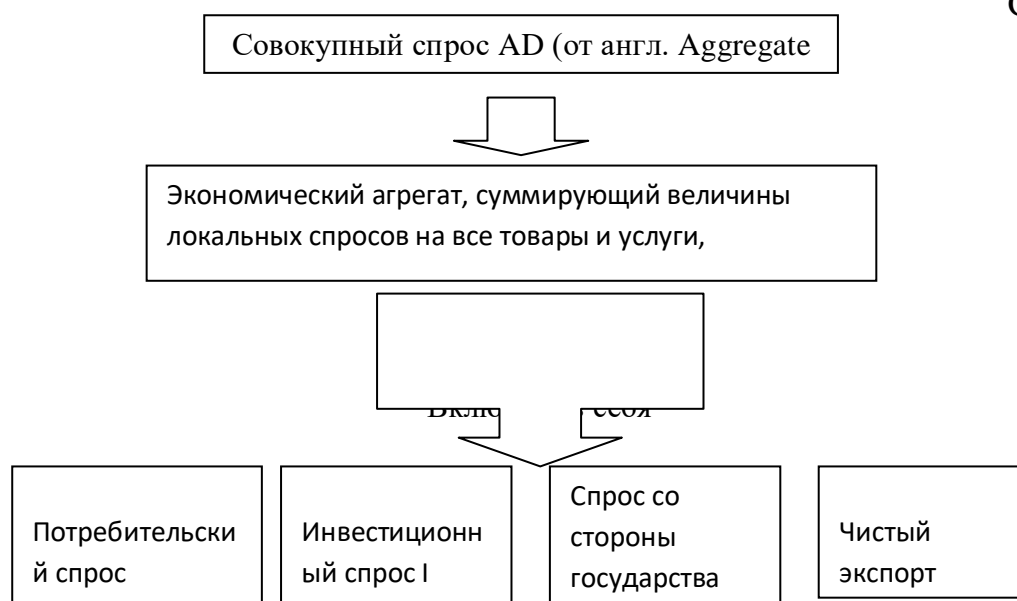 Совокупный спрос AD (от англ. Aggregate
Экономический агрегат, суммирующий величины
локальных спросов на все товары и услуги,
Потребительски
й спрос
Инвестиционн
ый спрос I
Спрос со
стороны
государства
Чистый
экспорт